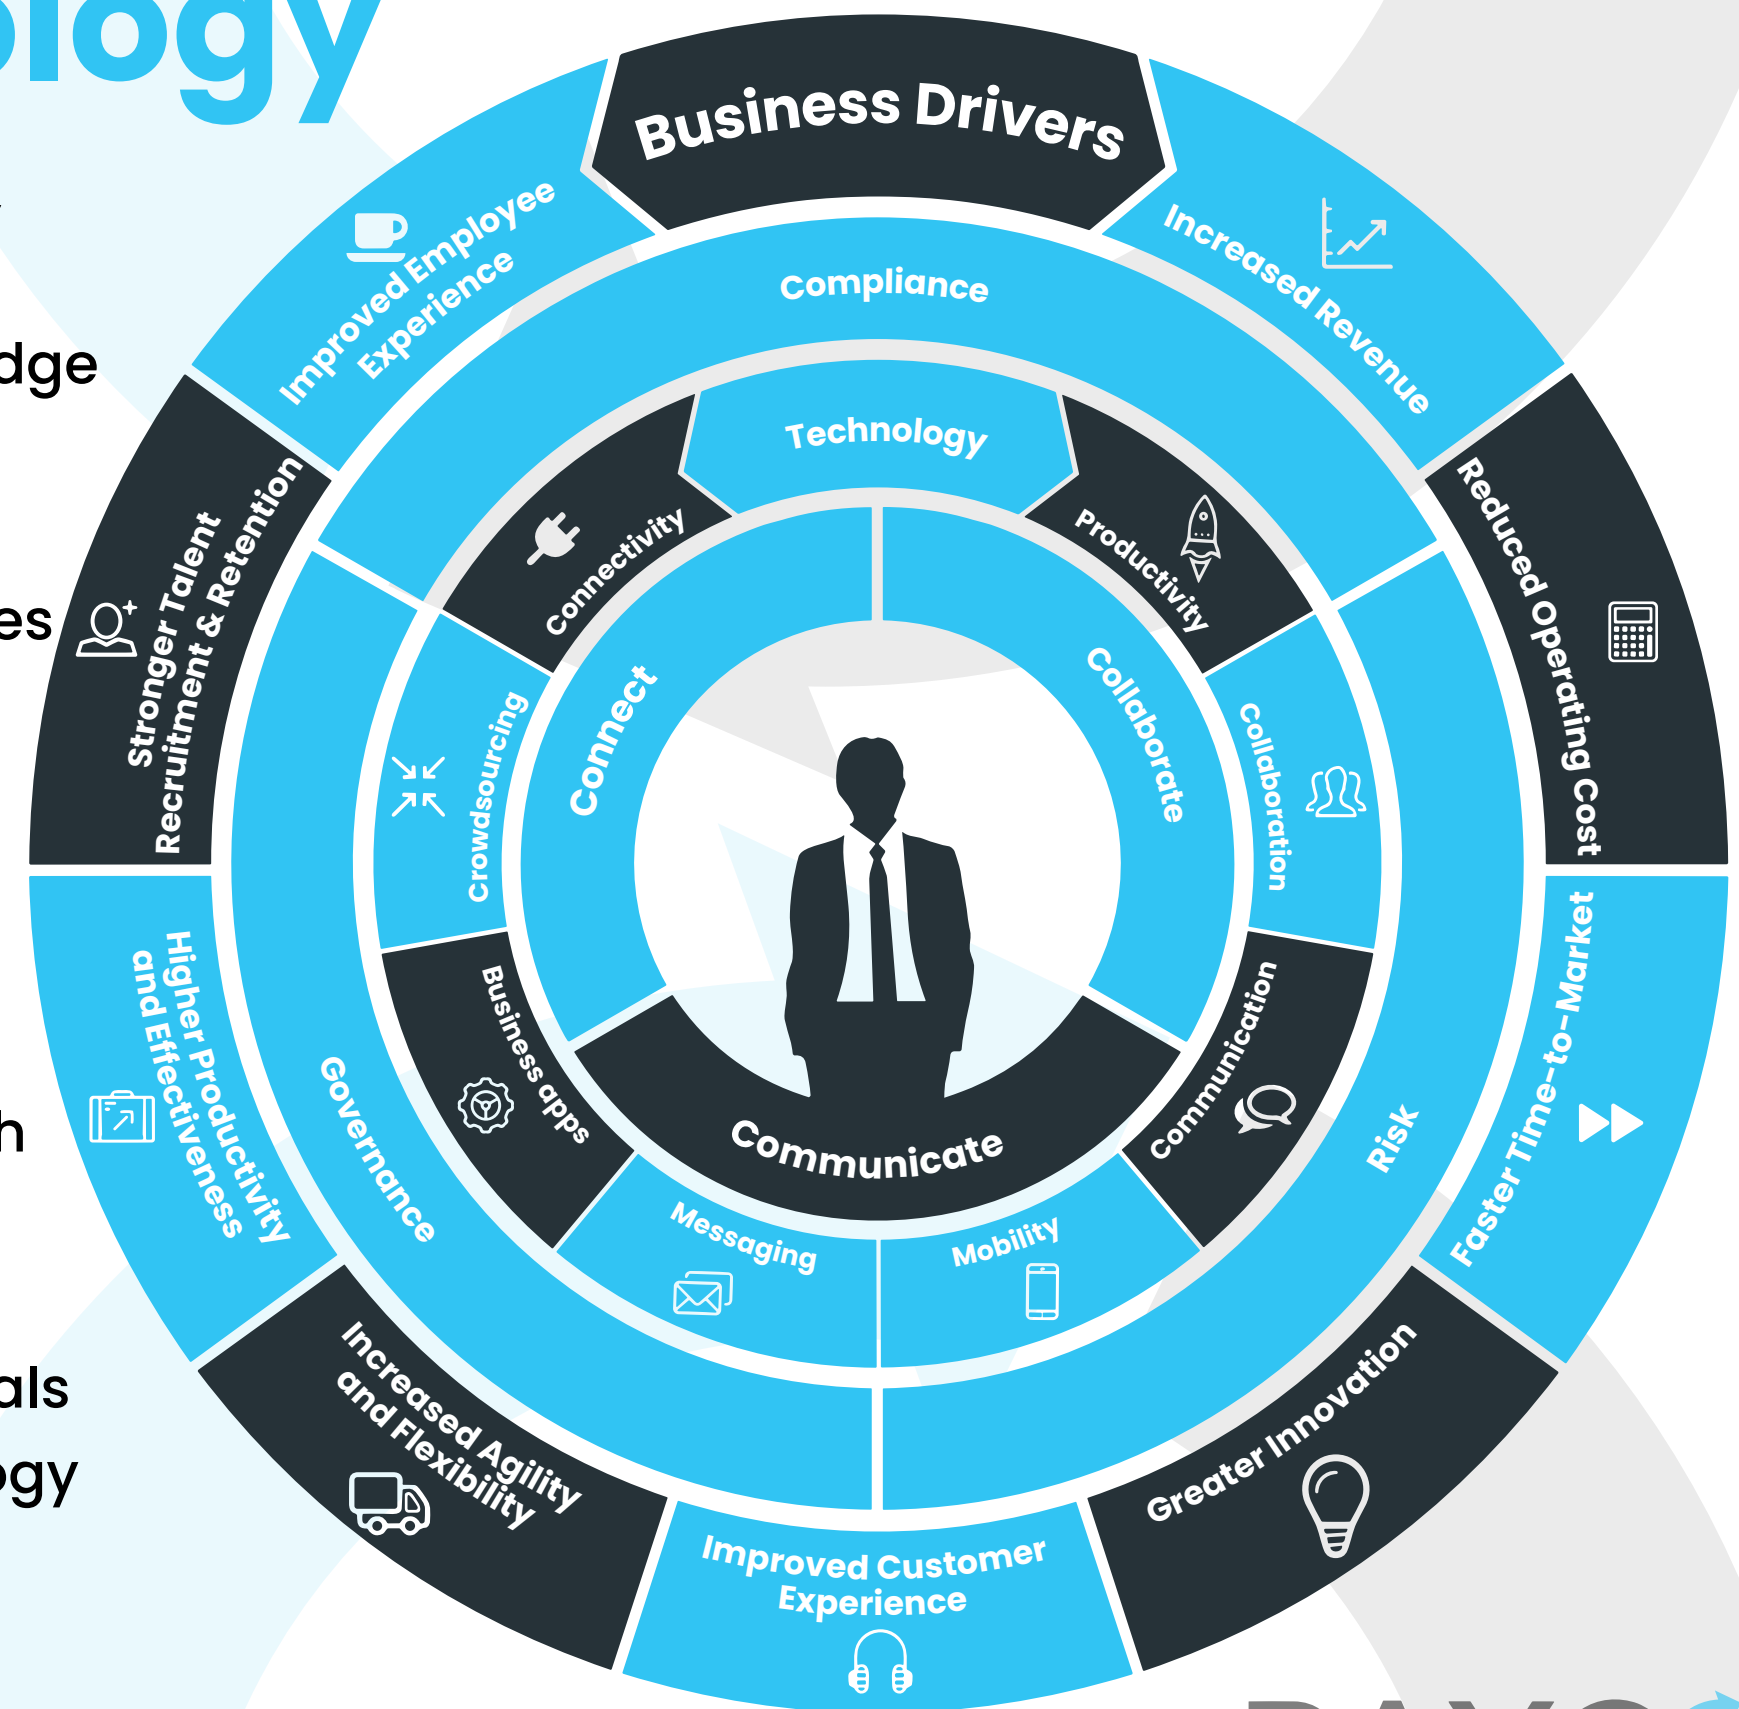 Business Drivers
Increased Revenue
Reduced Operating Cost
Faster Time-to-Market
Greater Innovation
Improved Customer
Experience
Increased Agility
and Flexibility
Higher Productivity
and Effectiveness
Stronger Talent
Recruitment & Retention
Improved Employee
Experience
Compliance
Risk
Governance
Technology
Productivity
Collaboration
Communication
Mobility
Messaging
Business apps
Crowdsourcing
Connectivity
Connect
Collaborate
Communicate
ology
dge
es
h
als
ogy